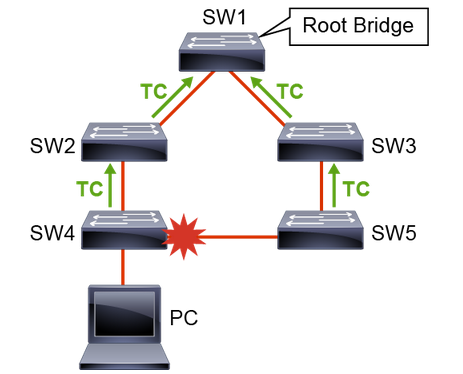 SW1
Root Bridge
TC
TC
SW2
SW3
TC
TC
SW4
SW5
PC